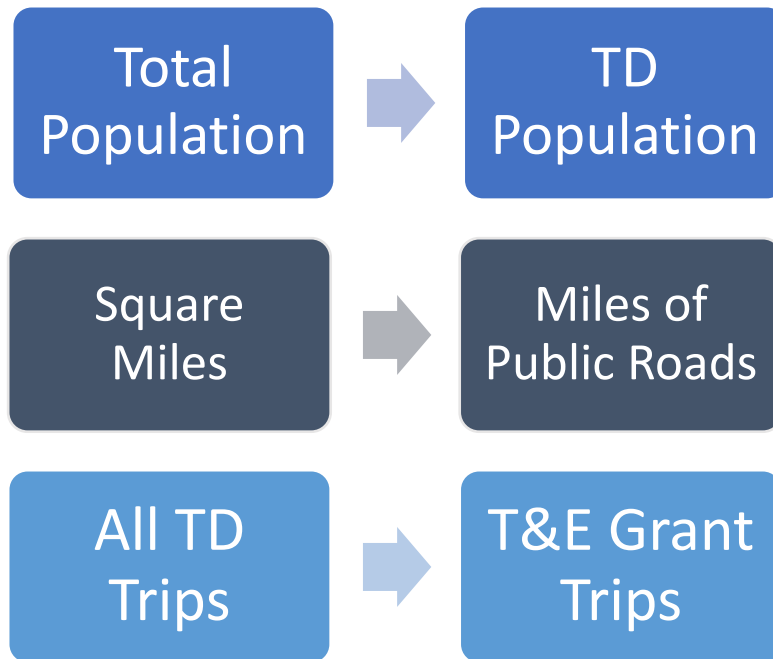 Total
Population
TD
Population
Square
Miles
Miles of
Public Roads
All TD
Trips
T&E Grant
Trips